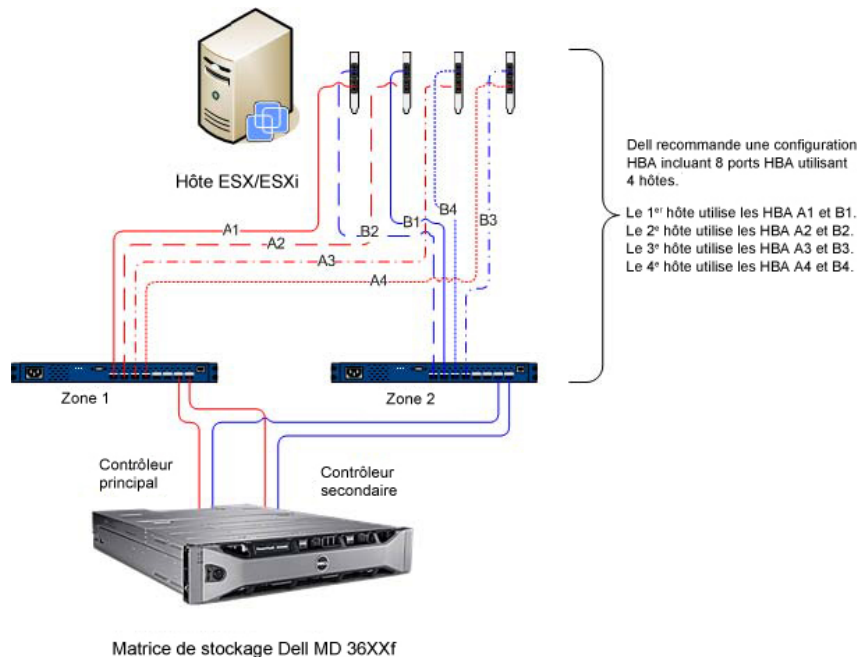 Hôte ESX/ESXi
A1
A2
A3
A4
B2
B1
B4
B3
Dell recommande une configuration
HBA incluant 8 ports HBA utilisant
4 hôtes.
Le 1er hôte utilise les HBA A1 et B1.
Le 2e hôte utilise les HBA A2 et B2.
Le 3e hôte utilise les HBA A3 et B3.
Le 4e hôte utilise les HBA A4 et B4.
Zone 1
Zone 2
Contrôleur
principal
Contrôleur
secondaire
DELL
Matrice de stockage Dell MD 36XXf